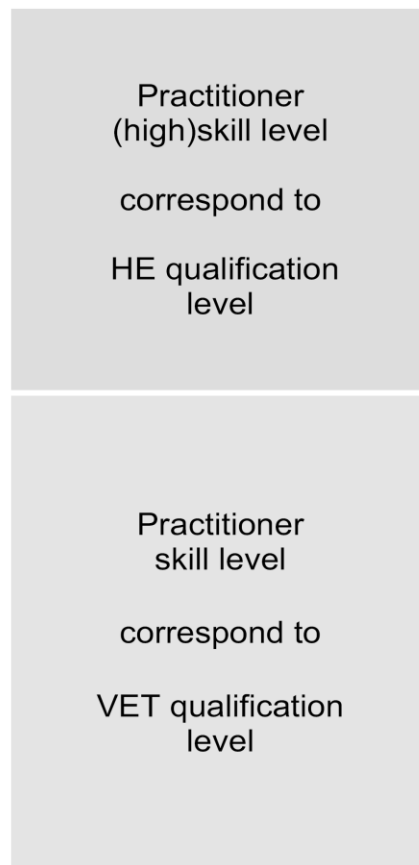 Practitioner
(high)skill level
correspond to
HE qualification
level
Practitioner
skill level
correspond to
VET qualification
level